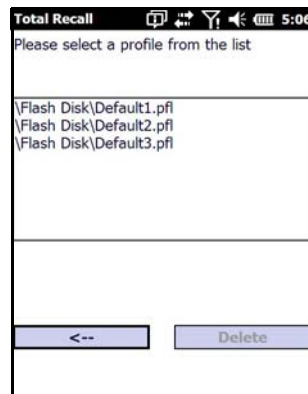 Total Recall 5:06
Please select a profile from the list
\Flash Disk\Default1.pfl
\Flash Disk\Default2.pfl
\Flash Disk\Default3.pfl
<-- Delete